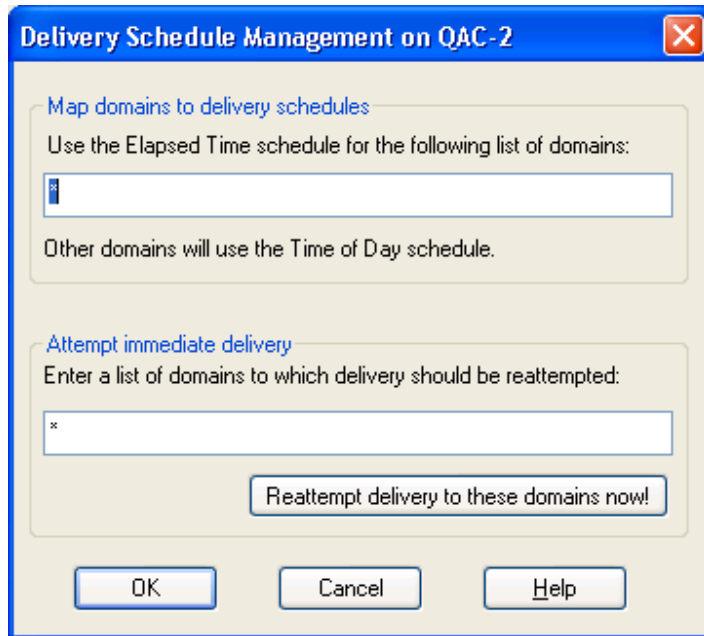 Delivery Schedule Management on QAC-2
Map domains to delivery schedules
Use the Elapsed Time schedule for the following list of domains:
*
Other domains will use the Time of Day schedule.
Attempt immediate delivery
Enter a list of domains to which delivery should be reattempted:
*
Reattempt delivery to these domains now!
OK Cancel Help